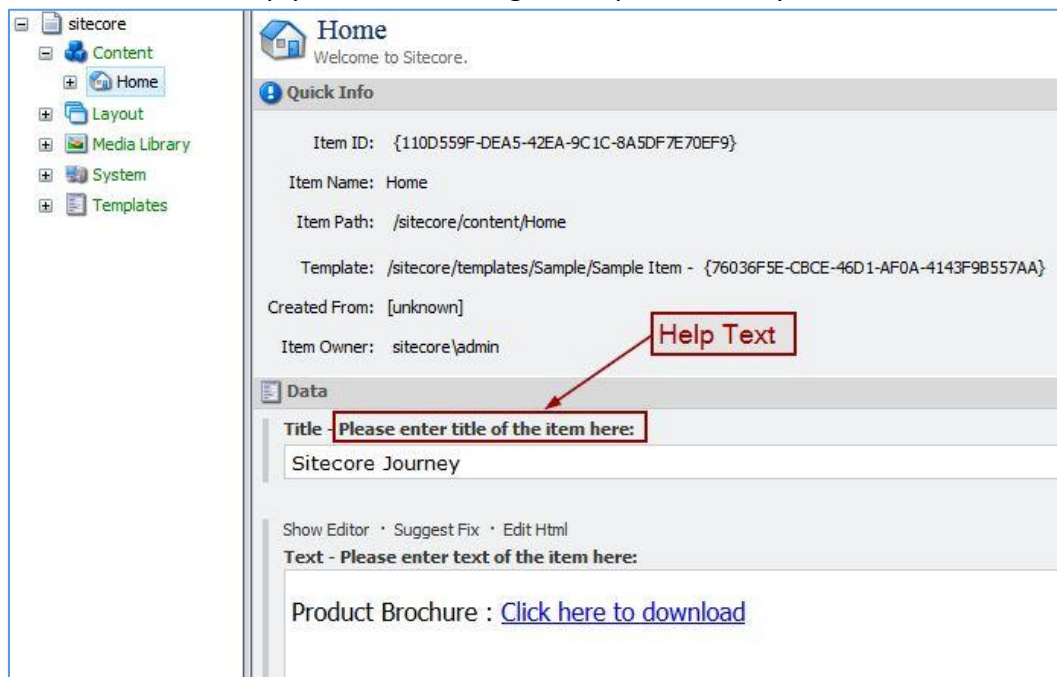 sitecore
Content
Home
Layout
Media Library
System
Templates
Home
Welcome to Sitecore.
Quick Info
Item ID: {110D559F-DEA5-42EA-9C1C-8A5DF7E70EF9}
Item Name: Home
Item Path: /sitecore/content/Home
Template: /sitecore/templates/Sample/Sample Item - {76036F5E-CBCE-46D1-AF0A-4143F9B557AA}
Created From: [unknown]
Help Text
Item Owner: sitecore\admin
Data
Title - Please enter title of the item here:
Sitecore Journey
Show Editor · Suggest Fix · Edit Html
Text - Please enter text of the item here:
Product Brochure : Click here to download